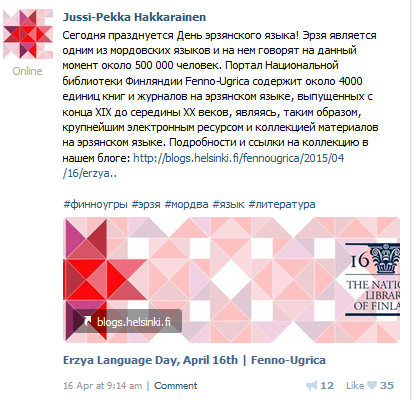 Jussi-Pekka Hakkarainen
Online
Сегодня празднуется День эрзянского языка! Эрзя является
одним из мордовских языков и на нем говорят на данный
момент около 500 000 человек. Портал Национальной
библиотеки Финляндии Fenno-Ugrica содержит около 4000
единиц книг и журналов на эрзянском языке, выпущенных с
конца XIX до середины XX веков, являясь, таким образом,
крупнейшим электронным ресурсом и коллекцией материалов
на эрзянском языке. Подробности и ссылки на коллекцию в
нашем блоге: http://blogs.helsinki.fi/fennougrica/2015/04
/16/erzya..
#финноугры #эрзя #мордва #язык #литература
16
THE NATION
LIBRAR
OF FINLAN
blogs.helsinki.fi
Erzya Language Day, April 16th | Fenno-Ugrica
16 Apr at 9:14 am | Comment
12 Like 35